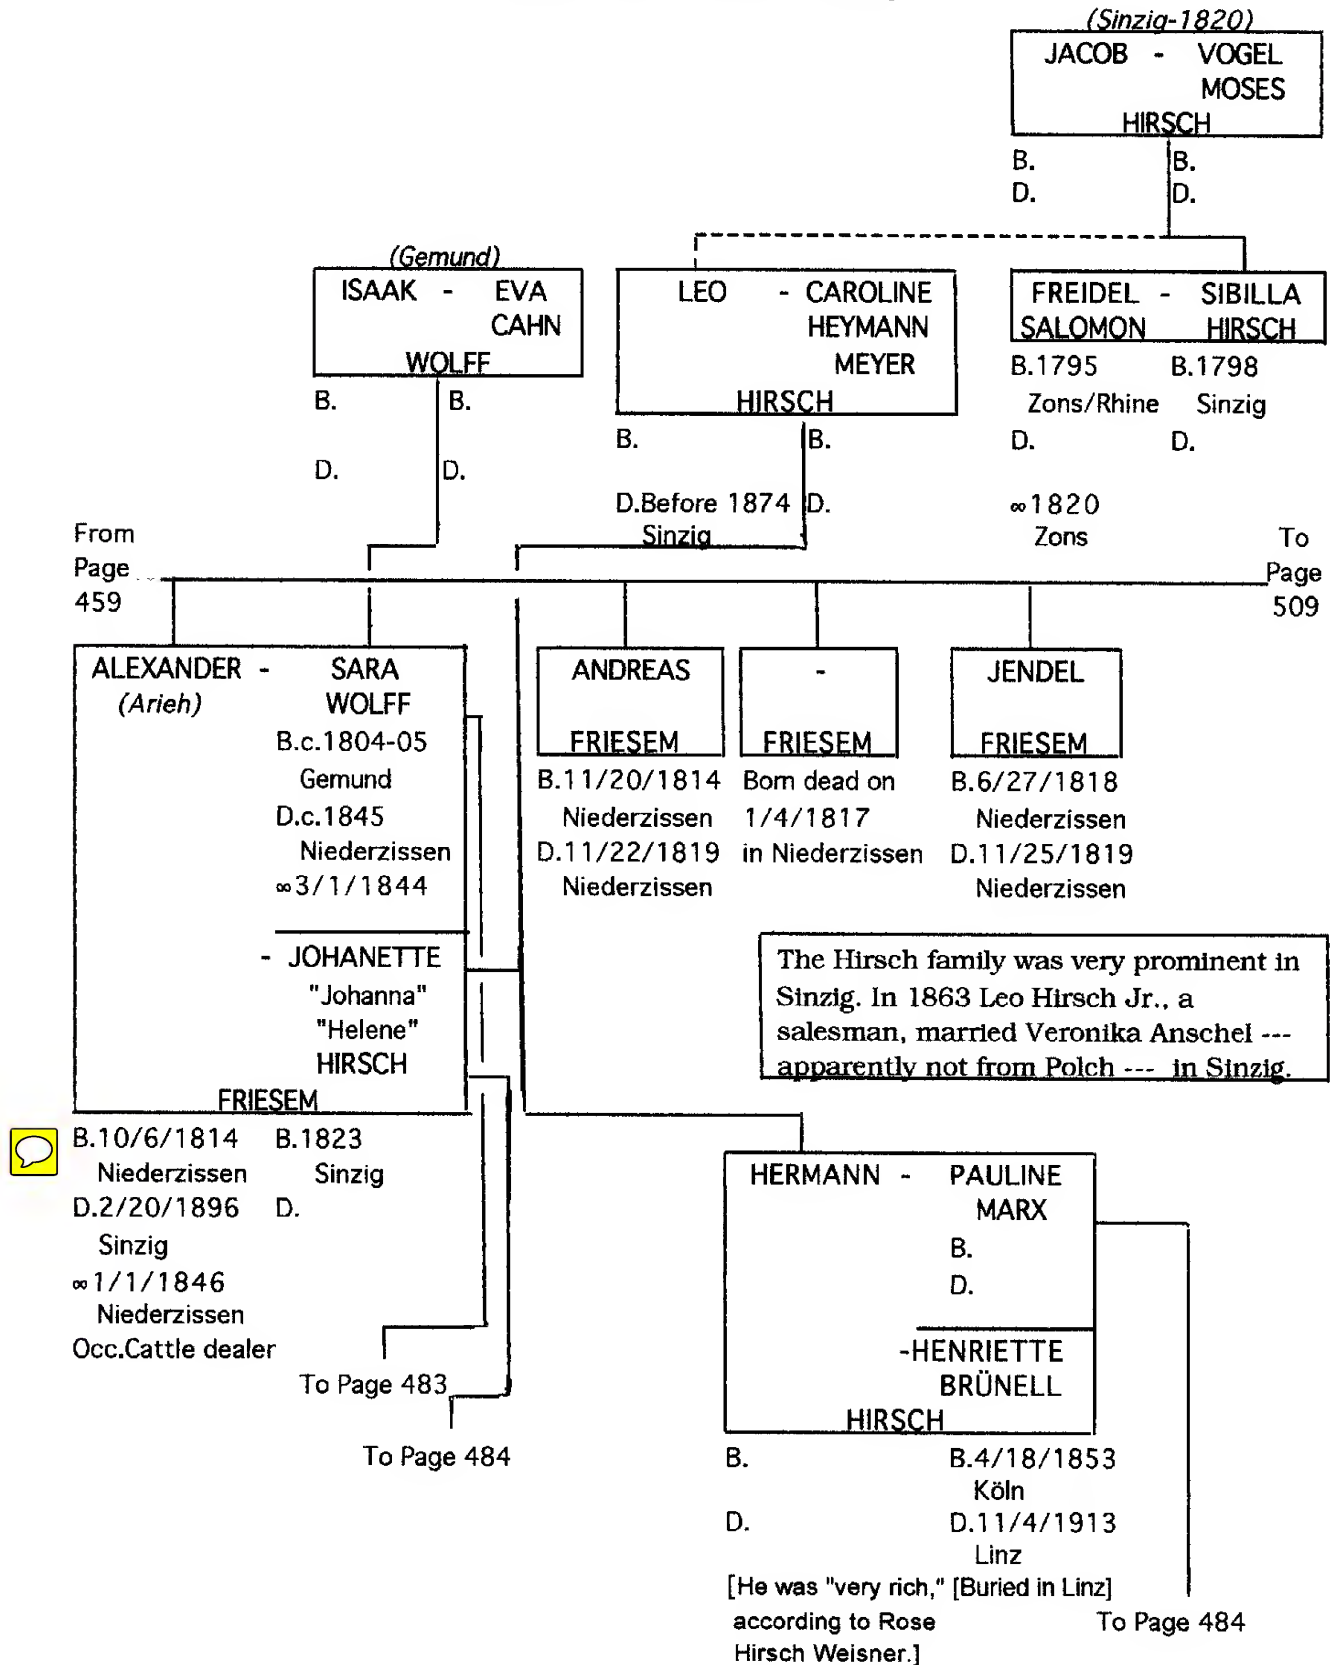 (Sinzig-1820)
JACOB - VOGEL
MOSES
HIRSCH
B. B.
D. D.
(Gemund)
ISAAK - EVA
CAHN
WOLFF
B. B.
D. D.
LEO - CAROLINE
HEYMANN
MEYER
HIRSCH
B. B.
D.Before 1874 D.
Sinzig
FREIDEL - SIBILLA
SALOMON HIRSCH
B.1795 B.1798
Zons/Rhine Sinzig
D. D.
∞1820
Zons
From
Page
459
To
Page
509
ALEXANDER - SARA
(Arieh) WOLFF
B.c.1804-05
Gemund
D.c.1845
Niederzissen
∞3/1/1844
- JOHANETTE
"Johanna"
"Helene"
HIRSCH
FRIESEM
B.10/6/1814 B.1823
Niederzissen Sinzig
D.2/20/1896 D.
Sinzig
∞1/1/1846
Niederzissen
Occ.Cattle dealer
To Page 483
To Page 484
ANDREAS
FRIESEM
B.11/20/1814
Niederzissen
D.11/22/1819
Niederzissen
-
FRIESEM
Born dead on
1/4/1817
in Niederzissen
JENDEL
FRIESEM
B.6/27/1818
Niederzissen
D.11/25/1819
Niederzissen
The Hirsch family was very prominent in
Sinzig. In 1863 Leo Hirsch Jr., a
salesman, married Veronika Anschel ---
apparently not from Polch --- in Sinzig.
HERMANN - PAULINE
MARX
B.
D.
-HENRIETTE
BRÜNELL
HIRSCH
B. B.4/18/1853
Köln
D. D.11/4/1913
Linz
[He was "very rich," [Buried in Linz]
according to Rose
Hirsch Weisner.]
To Page 484